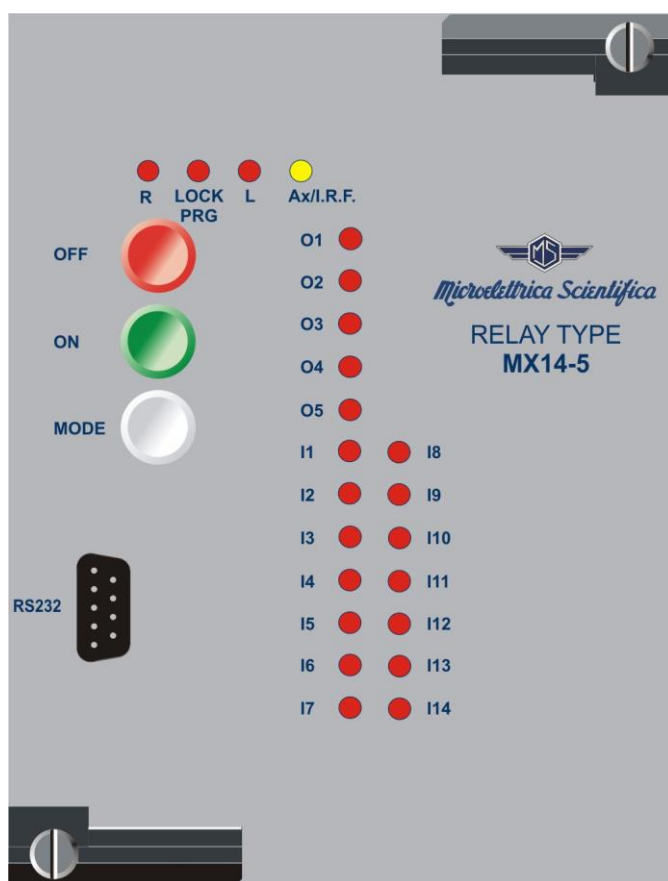 R LOCK L Ax/I.R.F.
PRG
O1
OFF
MS
O2
Microelettrica Scientifica
O3
RELAY TYPE
ON
MX14-5
O4
O5
MODE
I1 I8
I2 I9
I3 I10
I4 I11
RS232
I5 I12
I6 I13
I7 I14